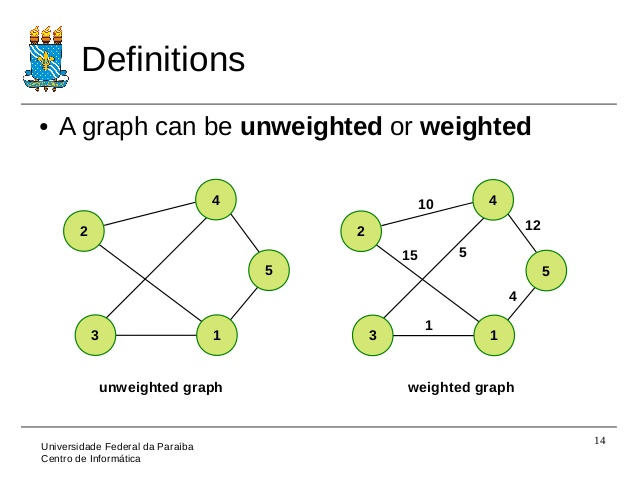 Definitions
• A graph can be unweighted or weighted
4
2
5
3
1
unweighted graph
10
4
2
12
15
5
5
4
1
3
1
weighted graph
Universidade Federal da Paraíba
Centro de Informática
14